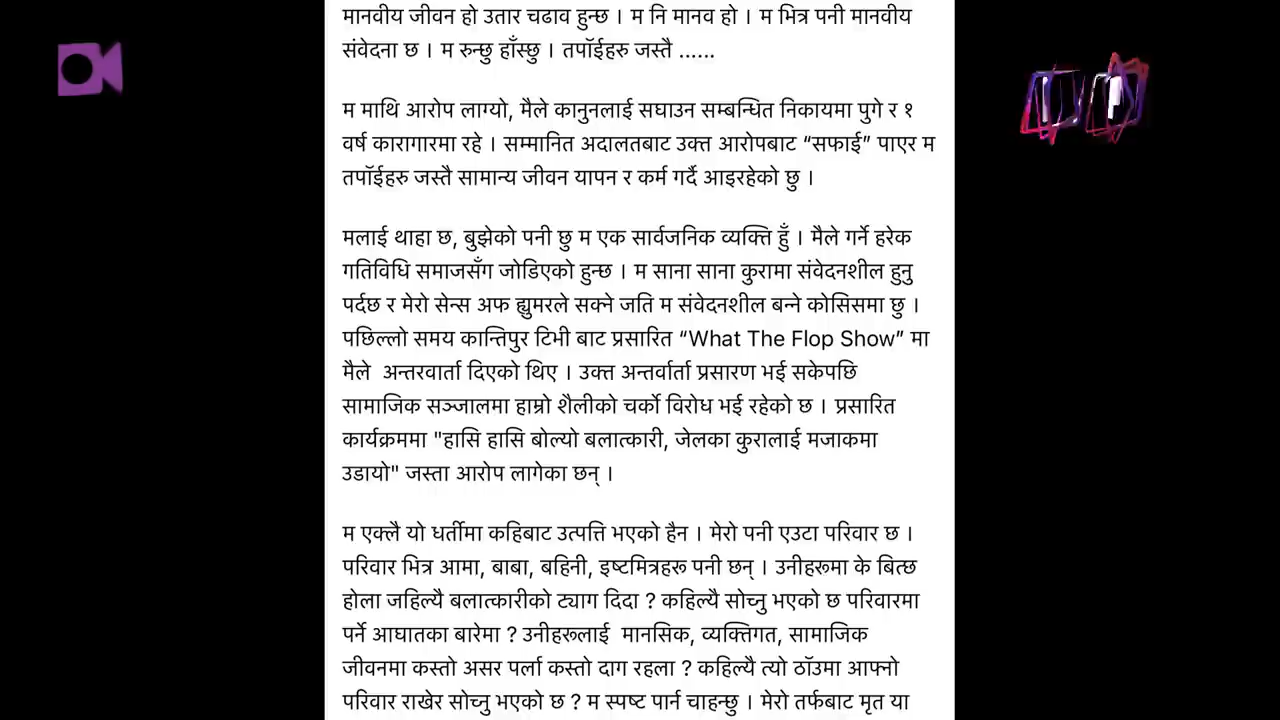 मानवीय जीवन हो उतार चढाव हुन्छ । म नि मानव हो । म भित्र पनी मानवीय
संवेदना छ । म रुन्छु हाँस्छु । तपॉईहरु जस्तै ......
म माथि आरोप लाग्यो, मैले कानुनलाई सघाउन सम्बन्धित निकायमा पुगे र १
वर्ष कारागारमा रहे । सम्मानित अदालतबाट उक्त आरोपबाट “सफाई” पाएर म
तपॉईहरु जस्तै सामान्य जीवन यापन र कर्म गर्दै आइरहेको छु ।
मलाई थाहा छ, बुझेको पनी छु म एक सार्वजनिक व्यक्ति हुँ । मैले गर्ने हरेक
गतिविधि समाजसँग जोडिएको हुन्छ । म साना साना कुरामा संवेदनशील हुनु
पर्दछ र मेरो सेन्स अफ ह्युमरले सक्ने जति म संवेदनशील बन्ने कोसिसमा छु ।
पछिल्लो समय कान्तिपुर टिभी बाट प्रसारित “What The Flop Show” मा
मैले अन्तरवार्ता दिएको थिए । उक्त अन्तर्वार्ता प्रसारण भई सकेपछि
सामाजिक सञ्जालमा हाम्रो शैलीको चर्को विरोध भई रहेको छ । प्रसारित
कार्यक्रममा "हासि हासि बोल्यो बलात्कारी, जेलका कुरालाई मजाकमा
उडायो" जस्ता आरोप लागेका छन् ।
म एक्लै यो धर्तीमा कहिबाट उत्पत्ति भएको हैन । मेरो पनी एउटा परिवार छ ।
परिवार भित्र आमा, बाबा, बहिनी, इष्टमित्रहरू पनी छन् । उनीहरूमा के बित्छ
होला जहिल्यै बलात्कारीको ट्याग दिदा ? कहिल्यै सोच्नु भएको छ परिवारमा
पर्ने आघातका बारेमा ? उनीहरूलाई मानसिक, व्यक्तिगत, सामाजिक
जीवनमा कस्तो असर पर्ला कस्तो दाग रहला ? कहिल्यै त्यो ठॉउमा आफ्नो
परिवार राखेर सोच्नु भएको छ ? म स्पष्ट पार्न चाहन्छु । मेरो तर्फबाट मृत या